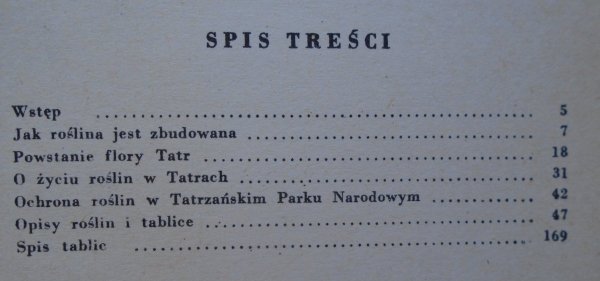 SPIS TREŚCI
Wstęp .......... 5
Jak roślina jest zbudowana .......... 7
Powstanie flory Tatr .......... 18
O życiu roślin w Tatrach .......... 31
Ochrona roślin w Tatrzańskim Parku Narodowym .......... 42
Opisy roślin i tablice .......... 47
Spis tablic .......... 169